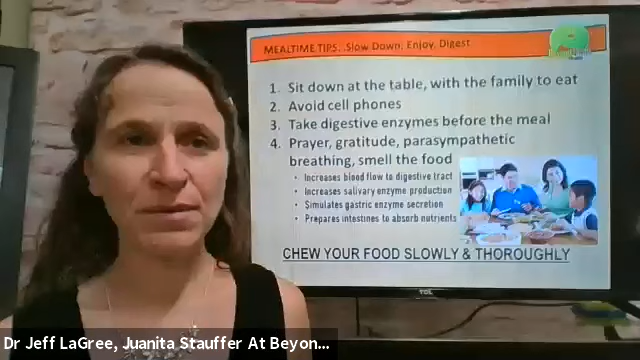 MEALTIME TIPS...Slow Down, Enjoy, Digest
1. Sit down at the table, with the family to eat
2. Avoid cell phones
3. Take digestive enzymes before the meal
4. Prayer, gratitude, parasympathetic
breathing, smell the food
• Increases blood flow to digestive tract
• Increases salivary enzyme production
• Simulates gastric enzyme secretion
• Prepares intestines to absorb nutrients
CHEW YOUR FOOD SLOWLY & THOROUGHLY
TCL
Dr Jeff LaGree, Juanita Stauffer At Beyon...